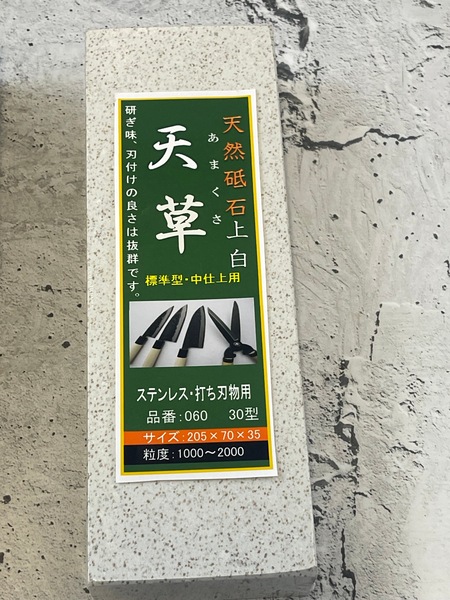 天然砥石上白
あまくさ
天草
研ぎ味、刃付けの良さは抜群です。
標準型・中仕上用
ステンレス・打ち刃物用
品番:060 30型
サイズ:205×70×35
粒度:1000～2000